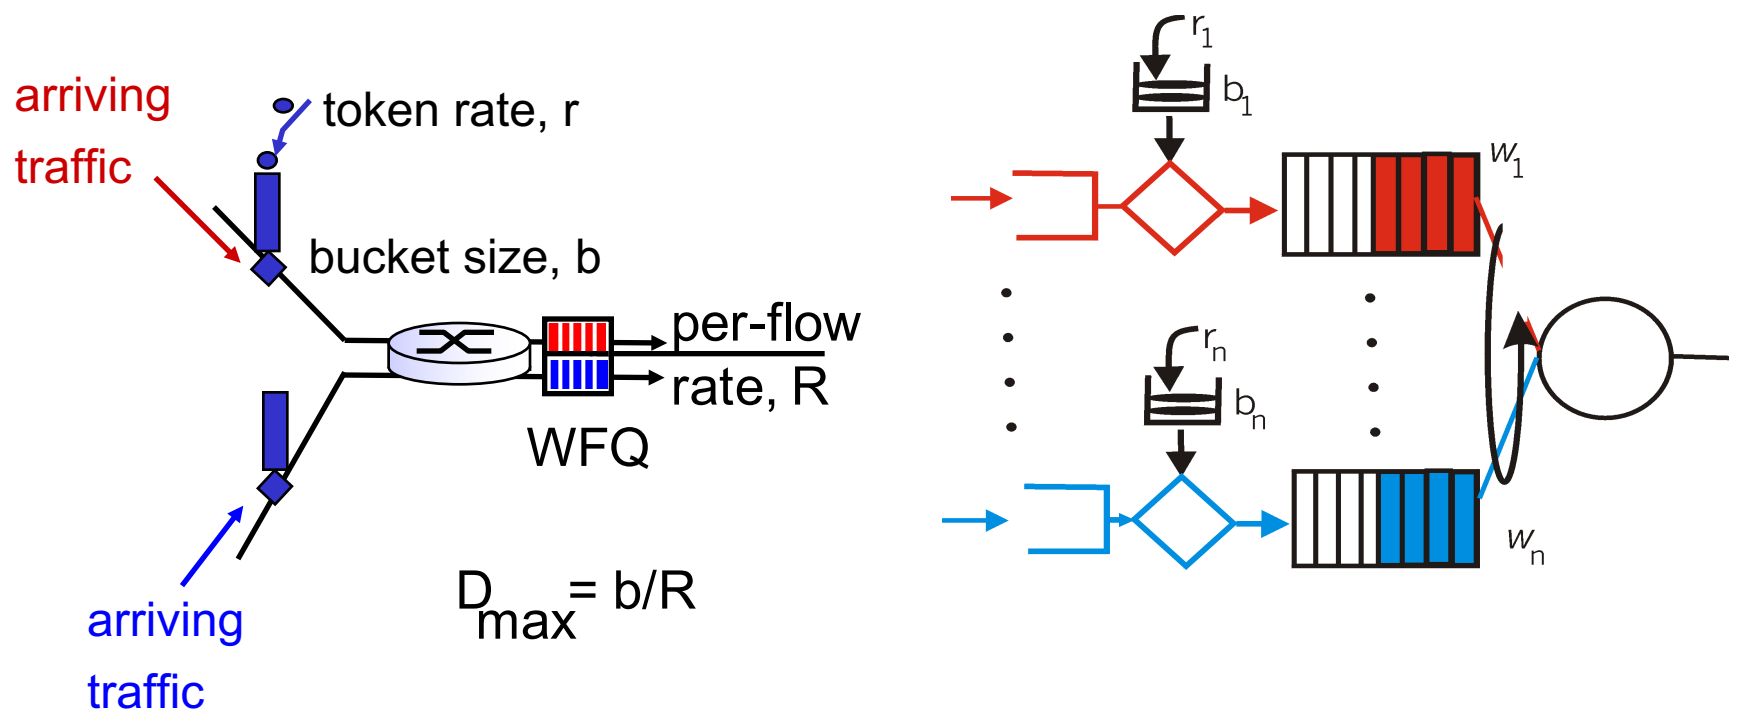 arriving
traffic
token rate, r
bucket size, b
per-flow
rate, R
WFQ
D
max
= b/R
arriving
traffic
r1
b1
w1
rn
bn
wn